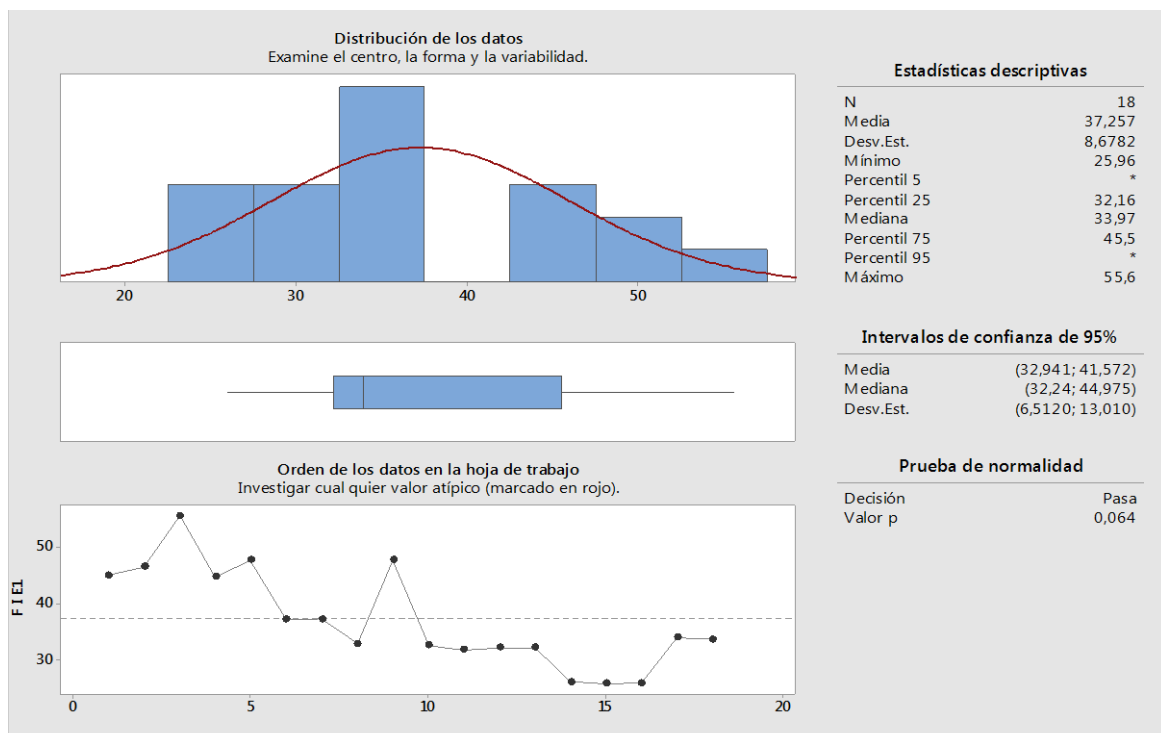 Distribución de los datos
Examine el centro, la forma y la variabilidad.
20 30 40 50
Orden de los datos en la hoja de trabajo
Investigar cual quier valor atípico (marcado en rojo).
F I E1
50
40
30
0 5 10 15 20
Estadísticas descriptivas
N 18
Media 37,257
Desv.Est. 8,6782
Mínimo 25,96
Percentil 5 *
Percentil 25 32,16
Mediana 33,97
Percentil 75 45,5
Percentil 95 *
Máximo 55,6
Intervalos de confianza de 95%
Media (32,941; 41,572)
Mediana (32,24; 44,975)
Desv.Est. (6,5120; 13,010)
Prueba de normalidad
Decisión Pasa
Valor p 0,064